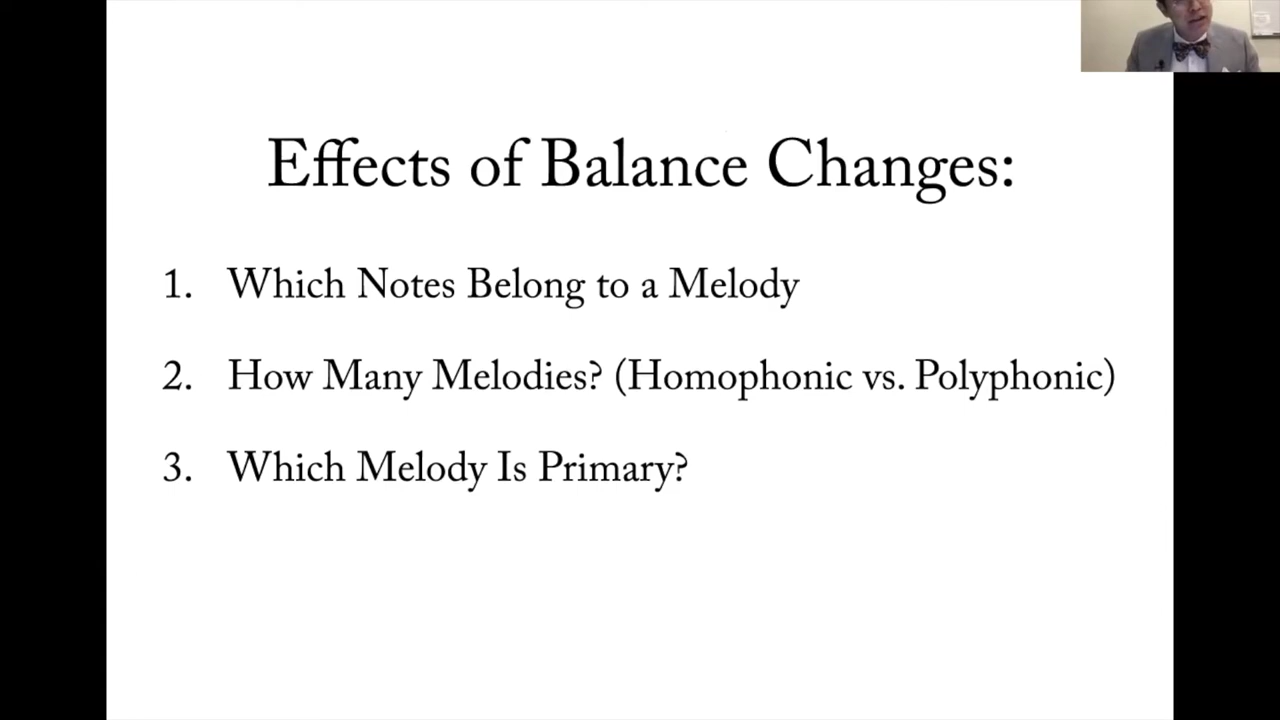 Effects of Balance Changes:
1. Which Notes Belong to a Melody
2. How Many Melodies? (Homophonic vs. Polyphonic)
3. Which Melody Is Primary?